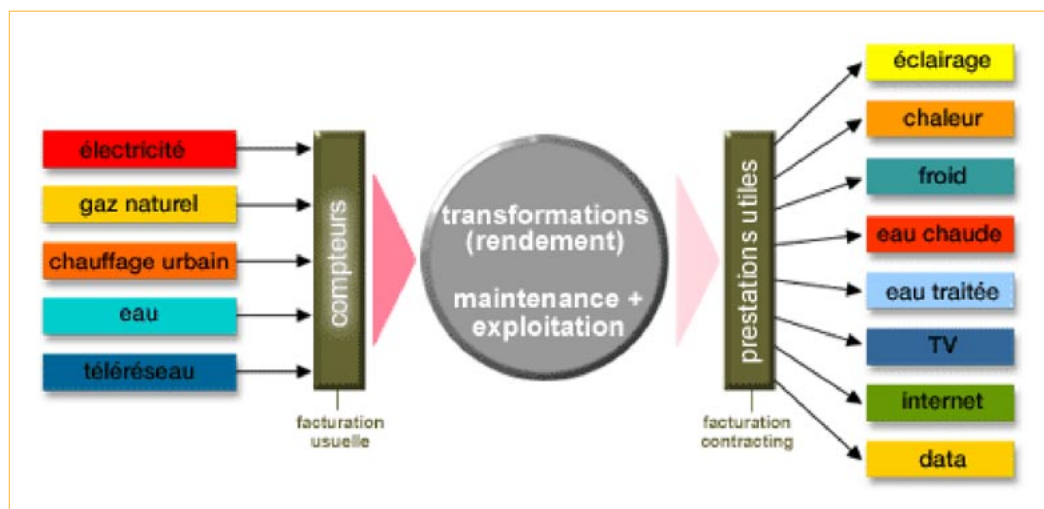 électricité
gaz naturel
chauffage urbain
eau
téléréseau
compteurs
facturation
usuelle
transformations
(rendement)
maintenance +
exploitation
prestations utiles
facturation
contracting
éclairage
chaleur
froid
eau chaude
eau traitée
TV
internet
data